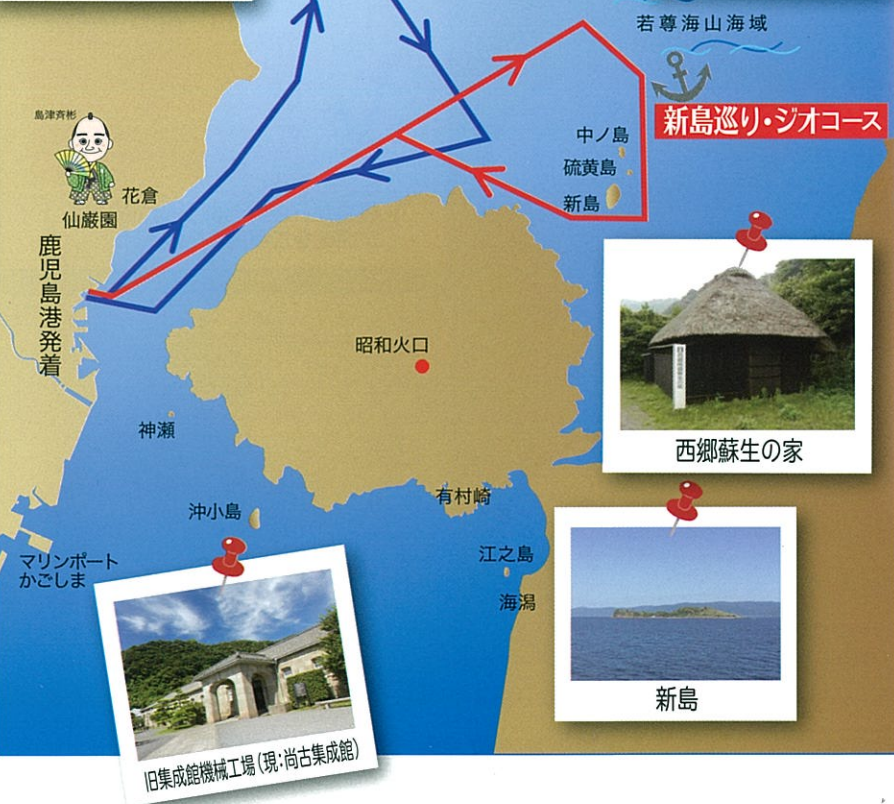 若尊海山海域
島津斉彬
新島巡り・ジオコース
中ノ島
硫黄島
花倉
新島
仙巌園
鹿児島港発着
昭和火口
神瀬
西郷蘇生の家
有村崎
沖小島
江之島
マリンポート
かごしま
海潟
新島
旧集成館機械工場（現：尚古集成館）